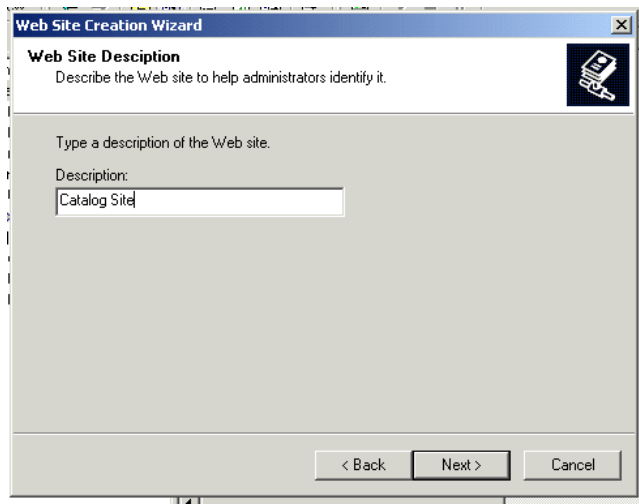 Web Site Creation Wizard
Web Site Desciption
Describe the Web site to help administrators identify it.
Type a description of the Web site.
Description:
Catalog Site
< Back
Next >
Cancel